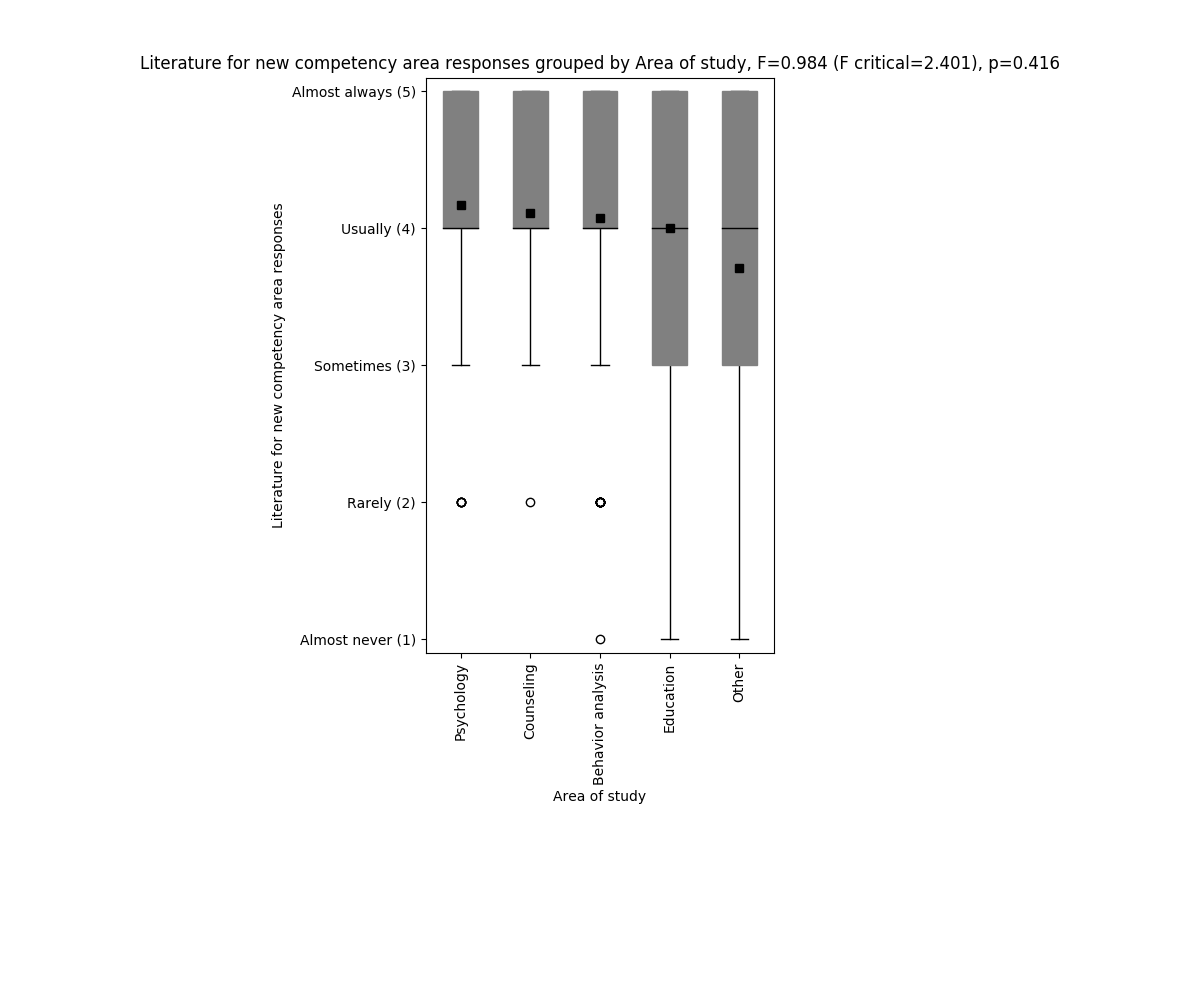 Literature for new competency area responses grouped by Area of study, F=0.984 (F critical=2.401), p=0.416
Almost always (5)
Usually (4)
Sometimes (3)
Rarely (2)
Almost never (1)
Literature for new competency area responses
Psychology
Counseling
Behavior analysis
Education
Other
Area of study